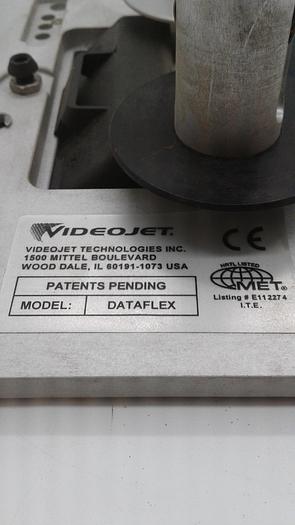 VIDEOJET.
CE
VIDEOJET TECHNOLOGIES INC.
1500 MITTEL BOULEVARD
WOOD DALE, IL 60191-1073 USA
NRTL LISTED
MET®
Listing # E112274
I.T.E.
PATENTS PENDING
MODEL: DATAFLEX